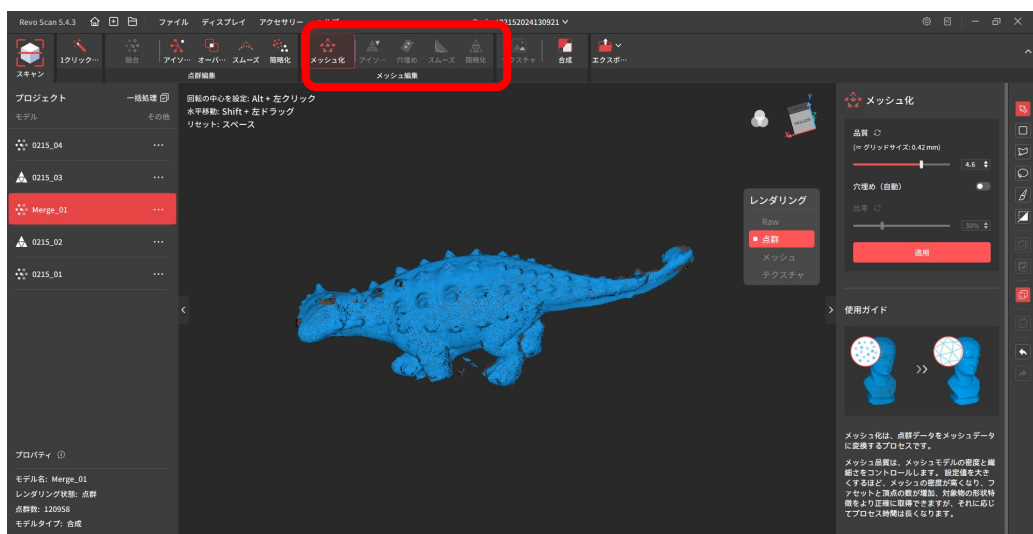 Revo Scan 5.4.3
ファイル ディスプレイ アクセサリー
02152024130921
スキャン
1クリック…
融合
アイソ… オーバ… スムーズ 簡略化
点群編集
メッシュ化 アイソ… 穴埋め スムーズ 簡略化
メッシュ編集
合成
エクスポ…
プロジェクト 一括処理
モデル その他
0215_04
0215_03
Merge_01
0215_02
0215_01
プロパティ
モデル名: Merge_01
レンダリング状態: 点群
点群数: 120958
モデルタイプ: 合成
回転の中心を設定: Alt + 左クリック
水平移動: Shift + 左ドラッグ
リセット: スペース
Y
X
Z
レンダリング
Raw
点群
メッシュ
テクスチャ
メッシュ化
品質
(≈ グリッドサイズ: 0.42 mm)
4.6
穴埋め（自動）
比率
30%
適用
使用ガイド
メッシュ化は、点群データをメッシュデータ
に変換するプロセスです。
メッシュ品質は、メッシュモデルの密度と繊
細さをコントロールします。 設定値を大き
くするほど、メッシュの密度が高くなり、フ
ァセットと頂点の数が増加、対象物の形状特
徴をより正確に取得できますが、それに応じ
てプロセス時間は長くなります。